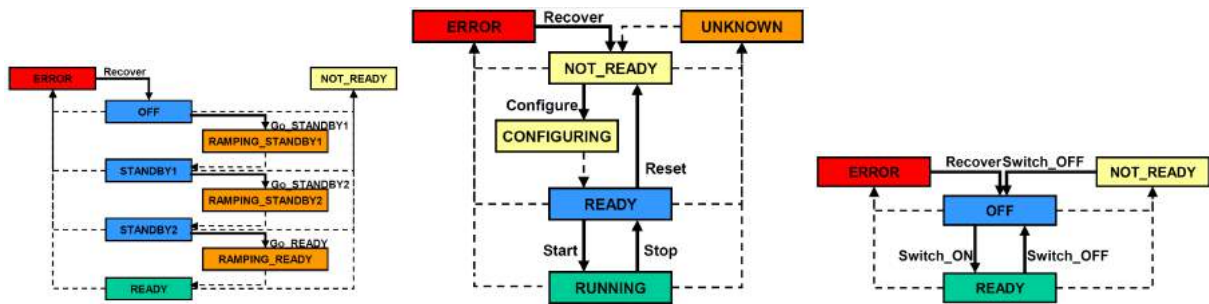 ERROR
Recover
NOT_READY
OFF
Go_STANDBY1
RAMPING_STANDBY1
STANDBY1
Go_STANDBY2
RAMPING_STANDBY2
STANDBY2
Go_READY
RAMPING_READY
READY
ERROR
Recover
UNKNOWN
NOT_READY
Configure
CONFIGURING
Reset
READY
Start
Stop
RUNNING
ERROR
Recover
Switch_OFF
NOT_READY
OFF
Switch_ON
Switch_OFF
READY